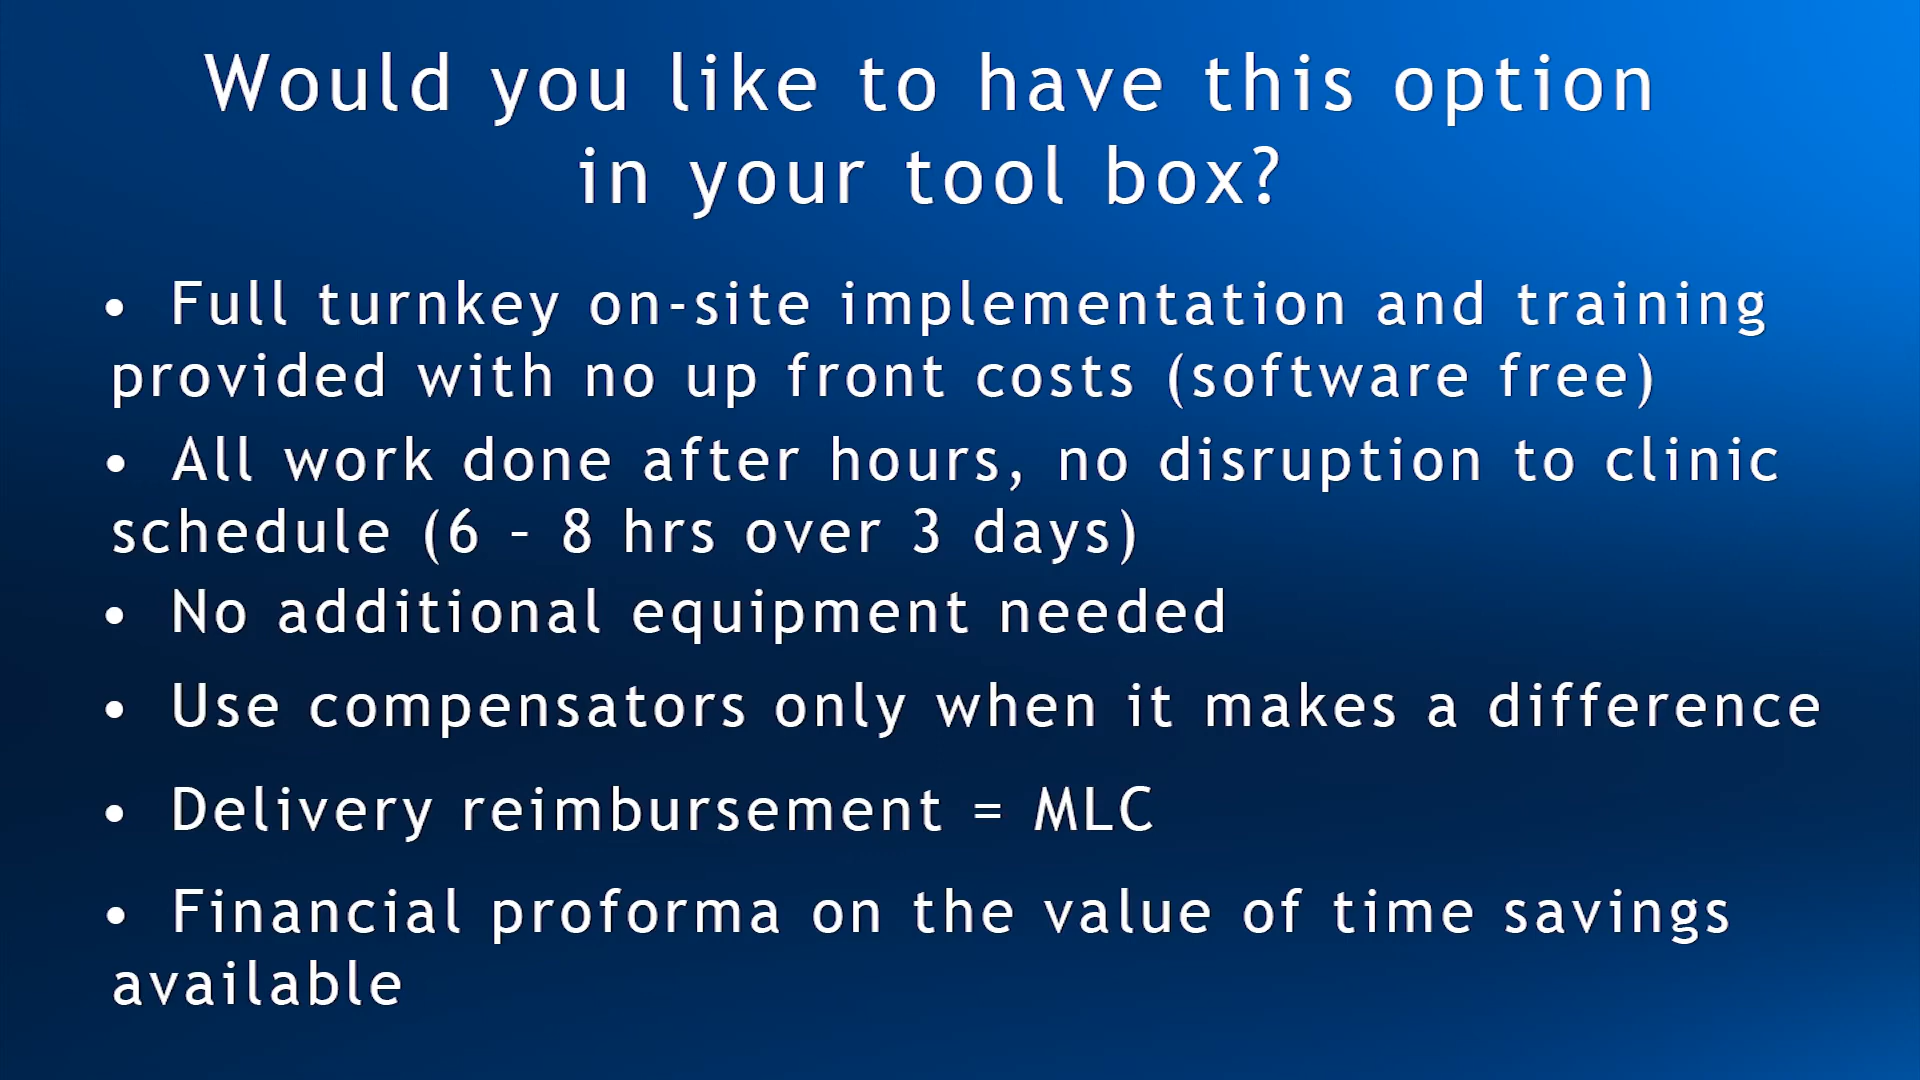 Would you like to have this option
in your tool box?
• Full turnkey on-site implementation and training
provided with no up front costs (software free)
• All work done after hours, no disruption to clinic
schedule (6 – 8 hrs over 3 days)
• No additional equipment needed
• Use compensators only when it makes a difference
• Delivery reimbursement = MLC
• Financial proforma on the value of time savings
available